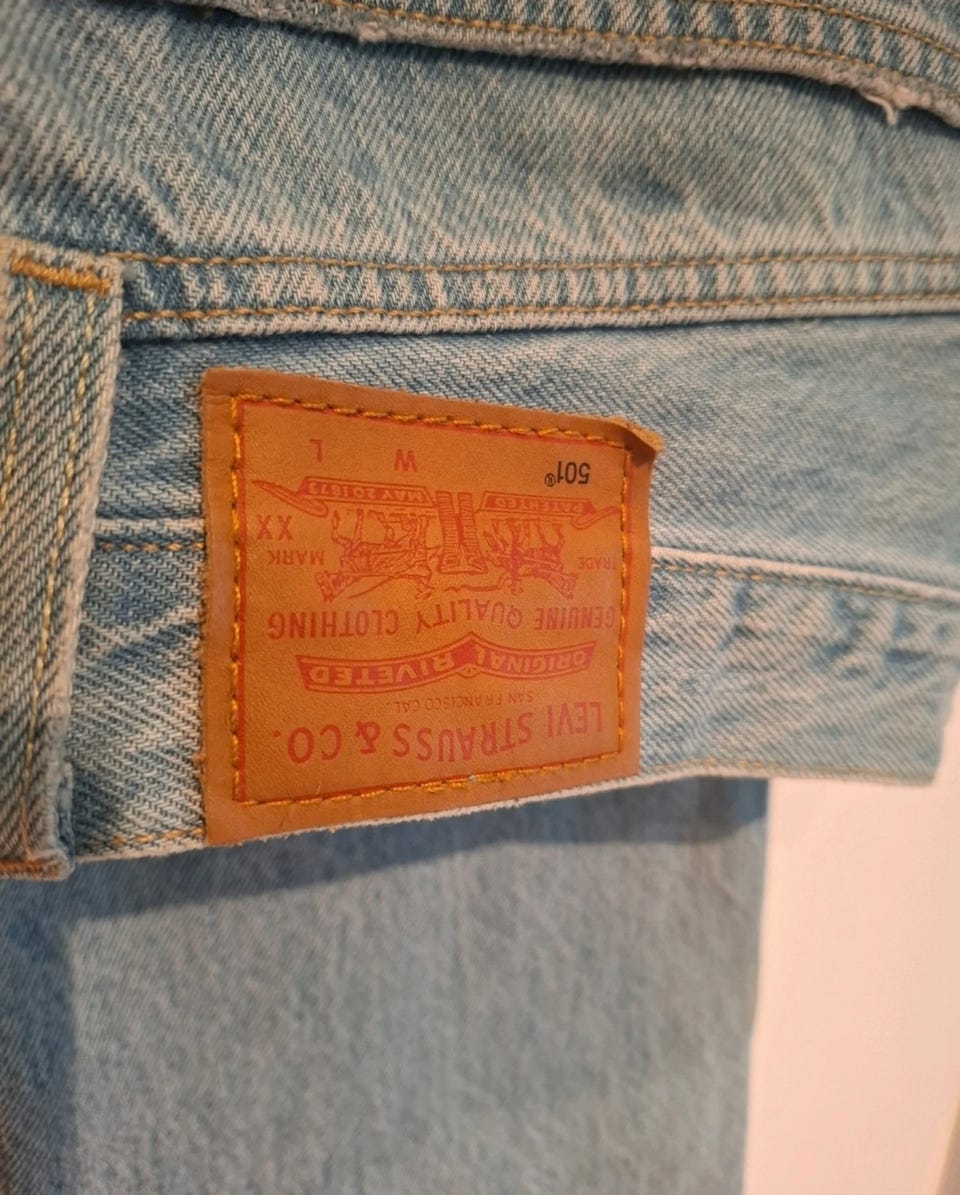 LEVI STRAUSS & CO.
SAN FRANCISCO CAL.
ORIGINAL RIVETED
GENUINE QUALITY CLOTHING
TRADE MARK
XX
PATENTED MAY 20 1873
501® W L